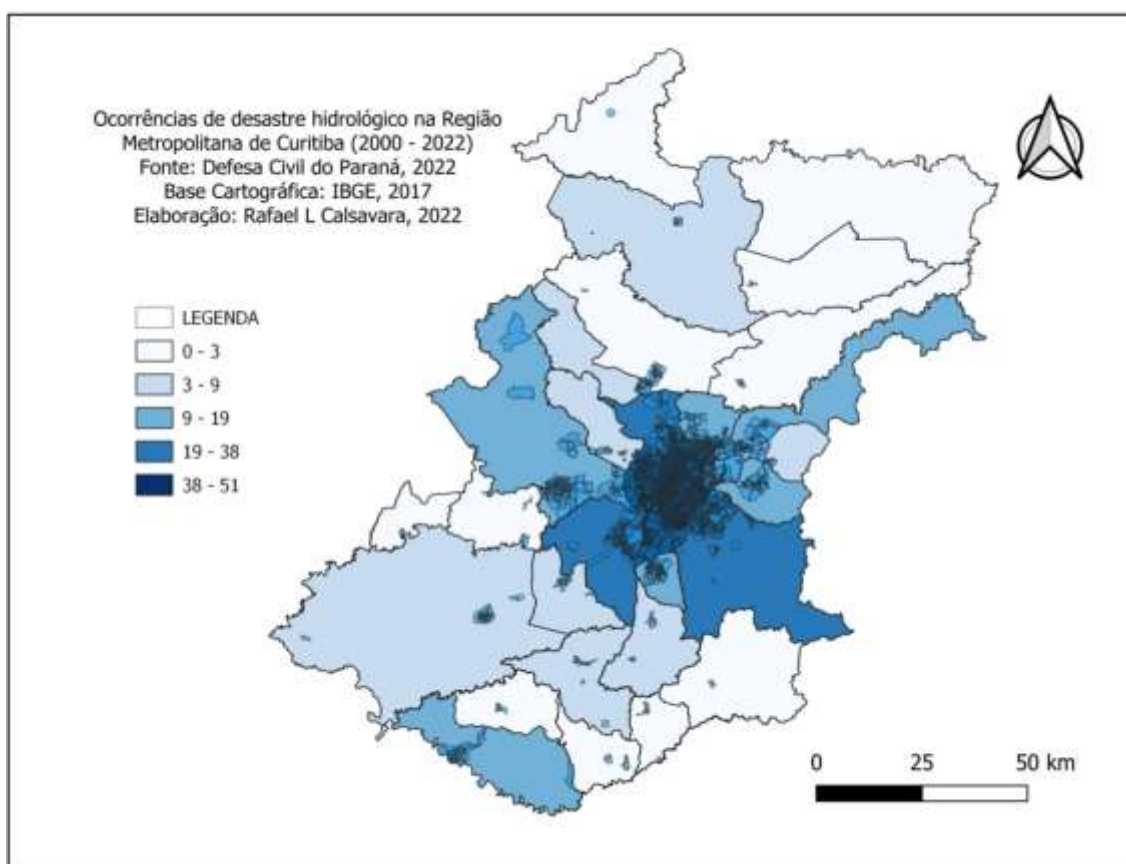 Ocorrências de desastre hidrológico na Região
Metropolitana de Curitiba (2000 - 2022)
Fonte: Defesa Civil do Paraná, 2022
Base Cartográfica: IBGE, 2017
Elaboração: Rafael L Calsavara, 2022
LEGENDA
0 - 3
3 - 9
9 - 19
19 - 38
38 - 51
0 25 50 km